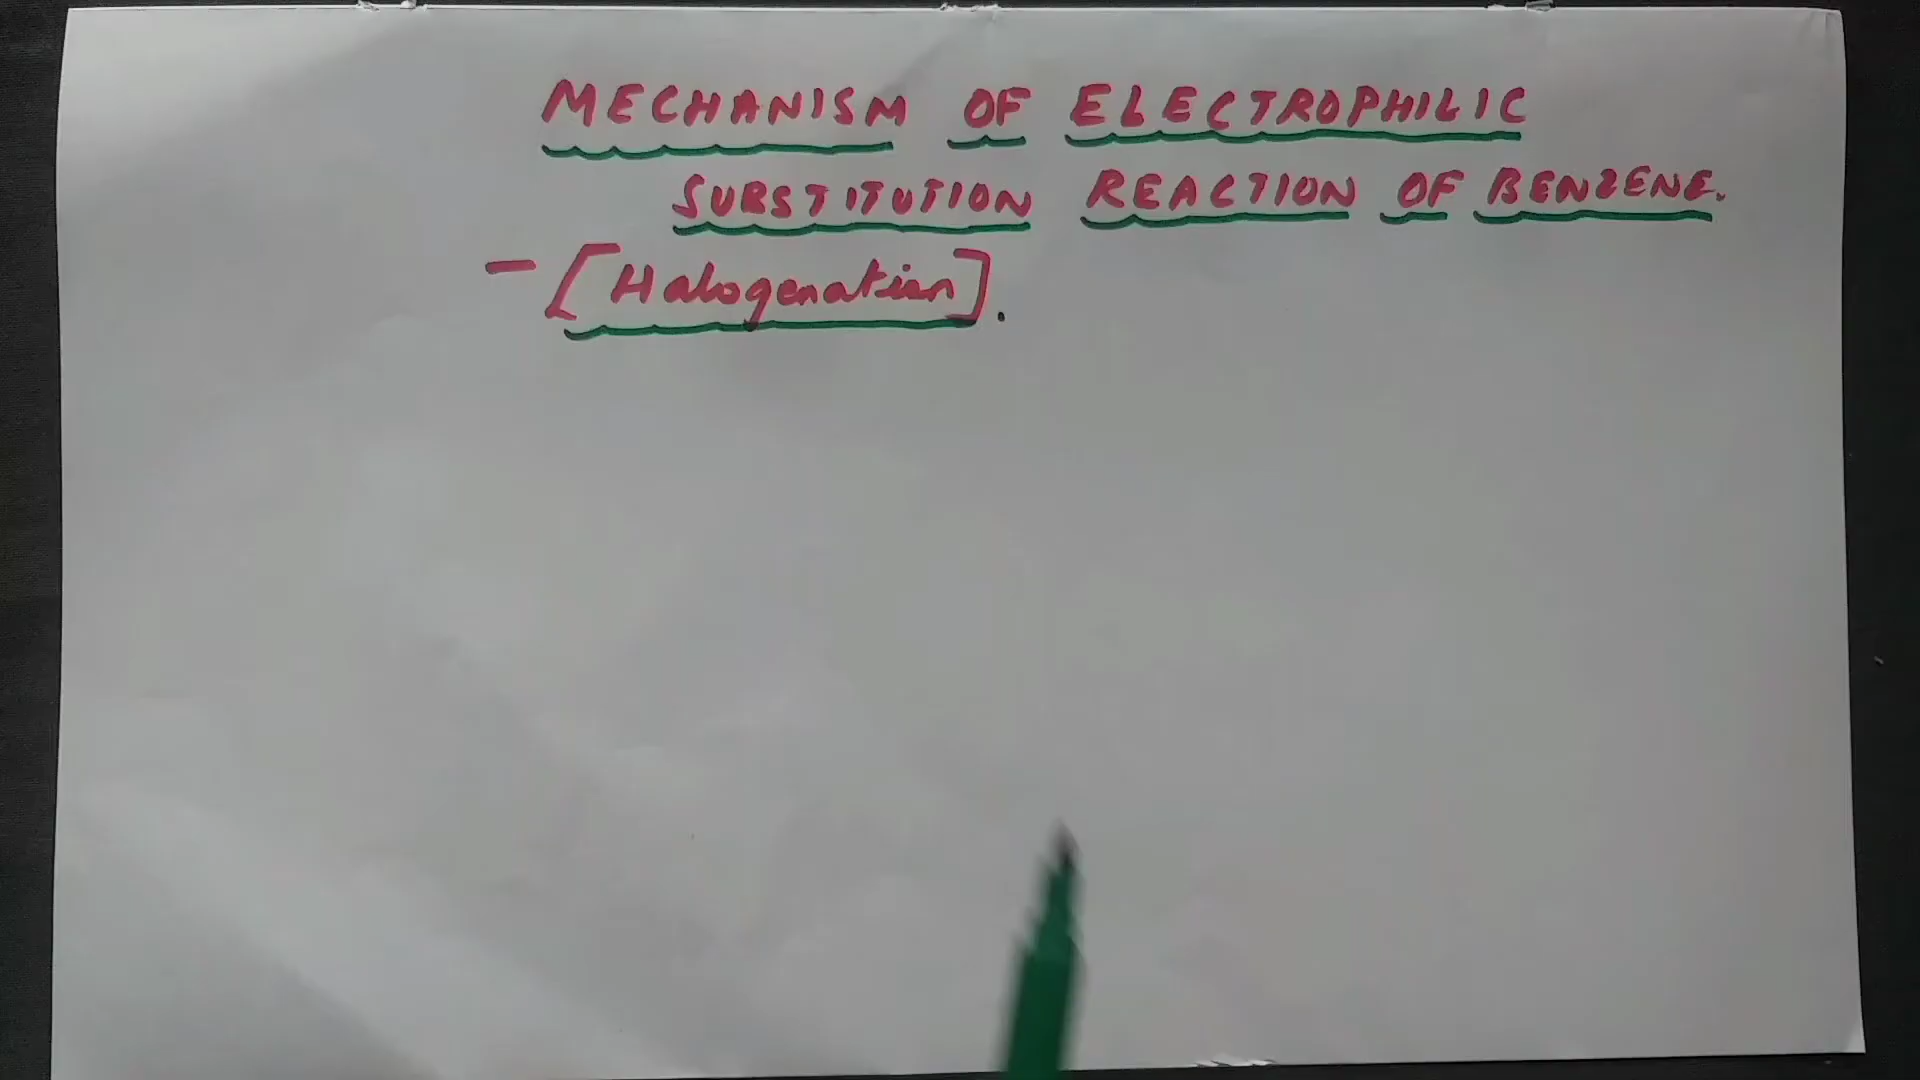 MECHANISM OF ELECTROPHILIC
SUBSTITUTION REACTION OF BENZENE.
- [Halogenation].